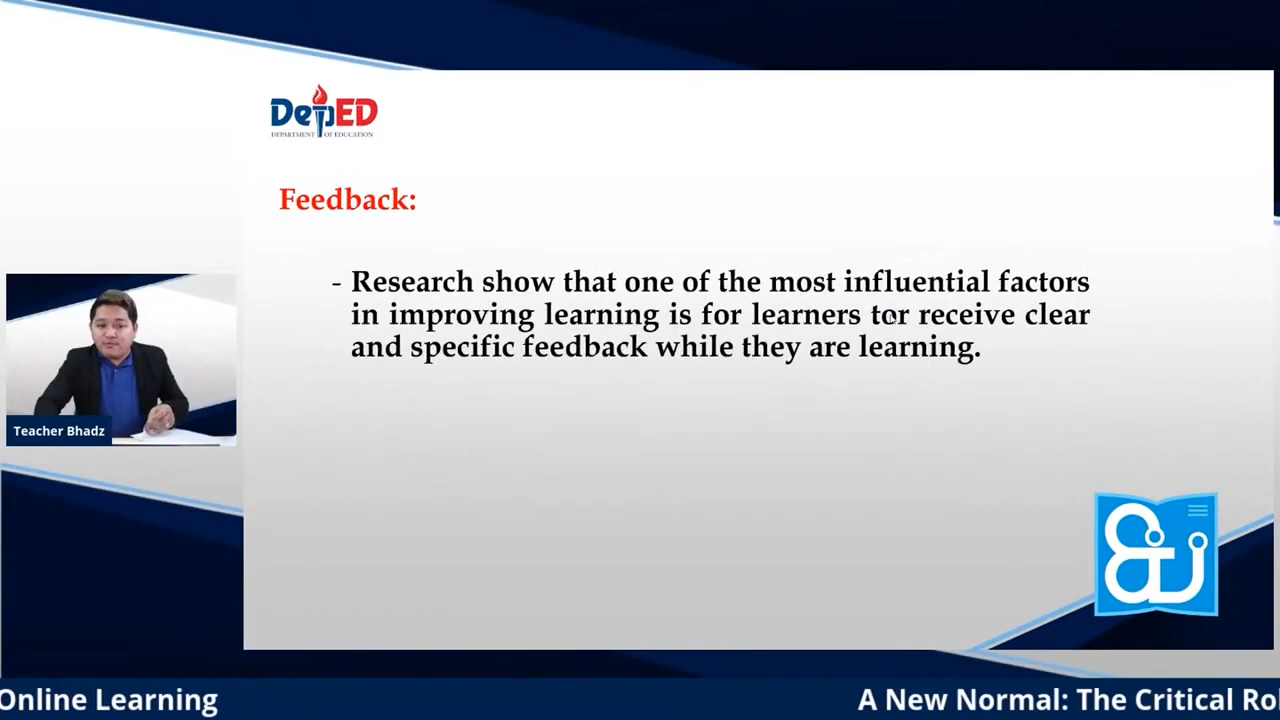 DepED
DEPARTMENT OF EDUCATION
Feedback:
- Research show that one of the most influential factors
in improving learning is for learners tor receive clear
and specific feedback while they are learning.
Teacher Bhadz
Online Learning
A New Normal: The Critical Ro